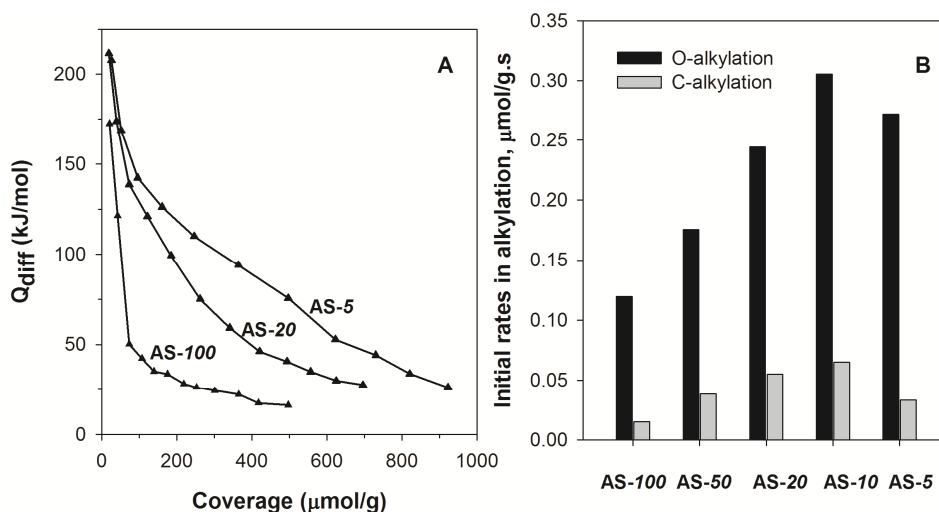 A
200
150
100
50
0
Q diff (kJ/mol)
AS-5
AS-20
AS-100
0 200 400 600 800 1000
Coverage (μmol/g)
B
O-alkylation
C-alkylation
0.35
0.30
0.25
0.20
0.15
0.10
0.05
0.00
Initial rates in alkylation, μmol/g.s
AS-100 AS-50 AS-20 AS-10 AS-5